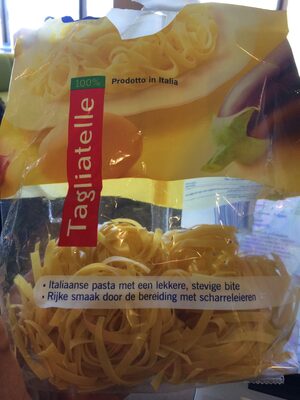 100%
Prodotto in Italia
Tagliatelle
• Italiaanse pasta met een lekkere, stevige bite
• Rijke smaak door de bereiding met scharreleieren